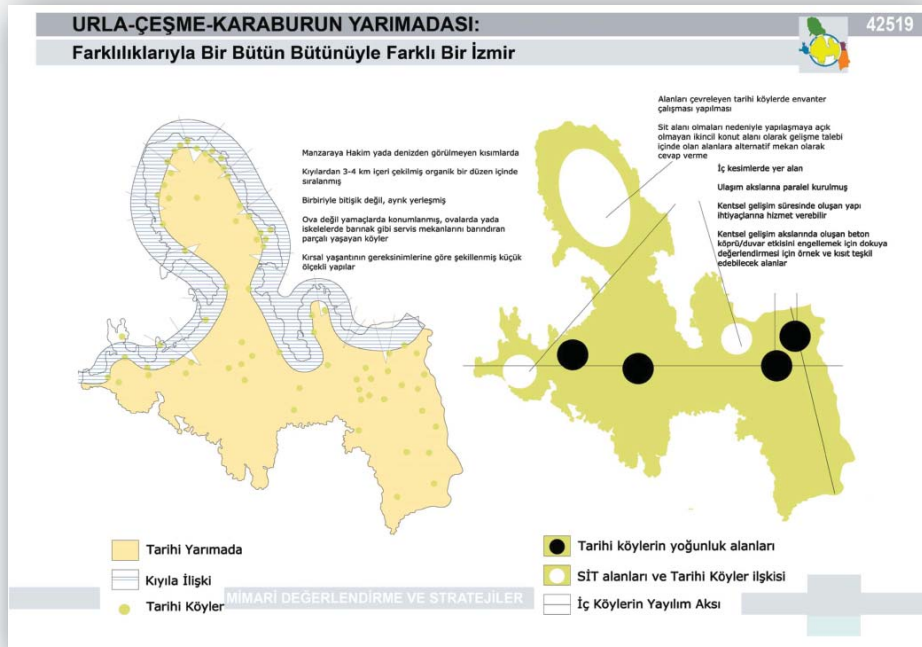 URLA-ÇEŞME-KARABURUN YARIMADASI:
42519
Farklılıklarıyla Bir Bütün Bütünüyle Farklı Bir İzmir
Manzaraya Hakim yada denizden görülmeyen kısımlarda
Kıyılardan 3-4 km içeri çekilmiş organik bir düzen içinde
sıralanmış
Birbiriyle bitişik değil, ayrık yerleşmiş
Ova değil yamaçlarda konumlanmış, ovalarda yada
iskelelerde barınak gibi servis mekanlarını barındıran
parçalı yaşayan köyler
Kırsal yaşantının gereksinimlerine göre şekillenmiş küçük
ölçekli yapılar
Alanları çevreleyen tarihi köylerde envanter
çalışması yapılması
Sit alanı olmaları nedeniyle yapılaşmaya açık
olmayan ikincil konut alanı olarak gelişme talebi
içinde olan alanlara alternatif mekan olarak
cevap verme
İç kesimlerde yer alan
Ulaşım akslarına paralel kurulmuş
Kentsel gelişim süresinde oluşan yapı
ihtiyaçlarına hizmet verebilir
Kentsel gelişim akslarında oluşan beton
köprü/duvar etkisini engellemek için dokuya
değerlendirmesi için örnek ve kısıt teşkil
edebilecek alanlar
Tarihi Yarımada
Kıyıla İlişki
Tarihi Köyler
Tarihi köylerin yoğunluk alanları
SİT alanları ve Tarihi Köyler ilşkisi
İç Köylerin Yayılım Aksı
MİMARİ DEĞERLENDİRME VE STRATEJİLER